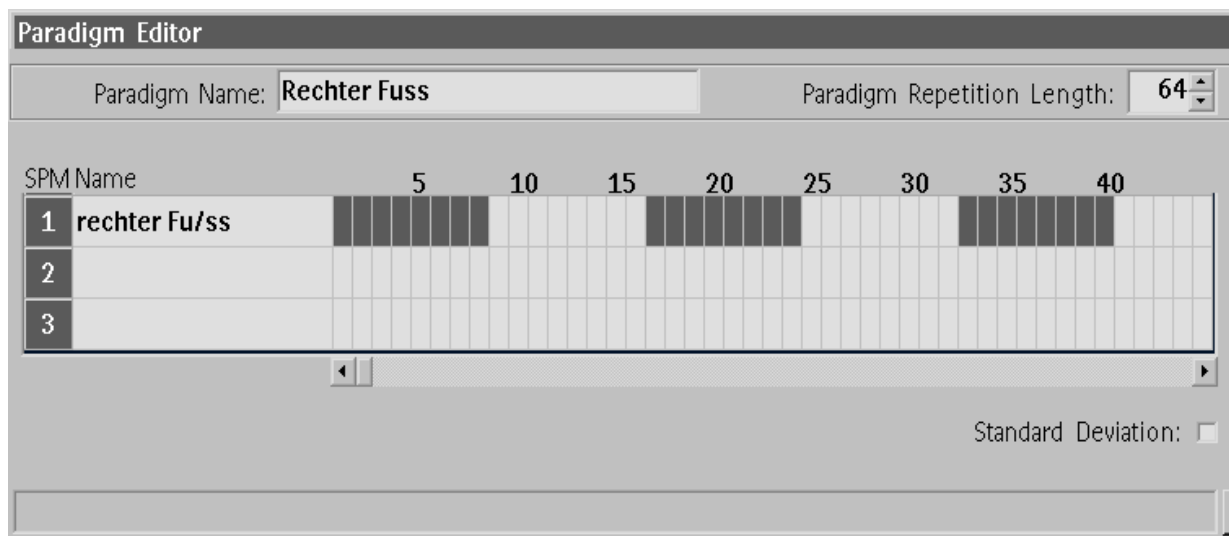 Paradigm Editor
Paradigm Name: Rechter Fuss Paradigm Repetition Length: 64
SPM Name 5 10 15 20 25 30 35 40
1 rechter Fu/ss
2
3
Standard Deviation: